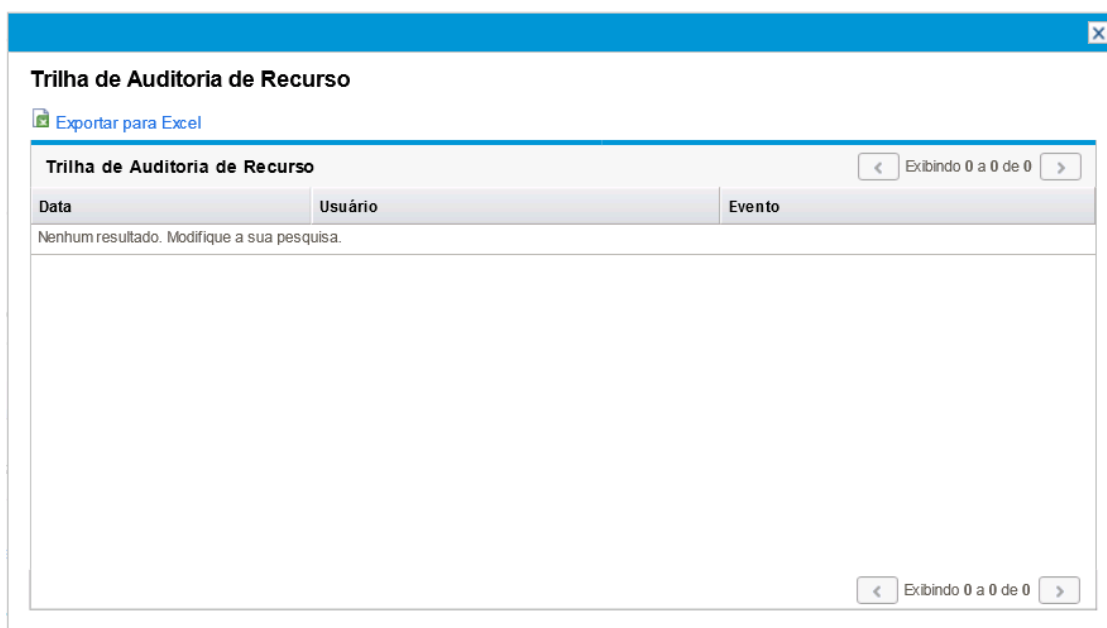 Trilha de Auditoria de Recurso
Exportar para Excel
Trilha de Auditoria de Recurso Exibindo 0 a 0 de 0
Data Usuário Evento
Nenhum resultado. Modifique a sua pesquisa.
Exibindo 0 a 0 de 0